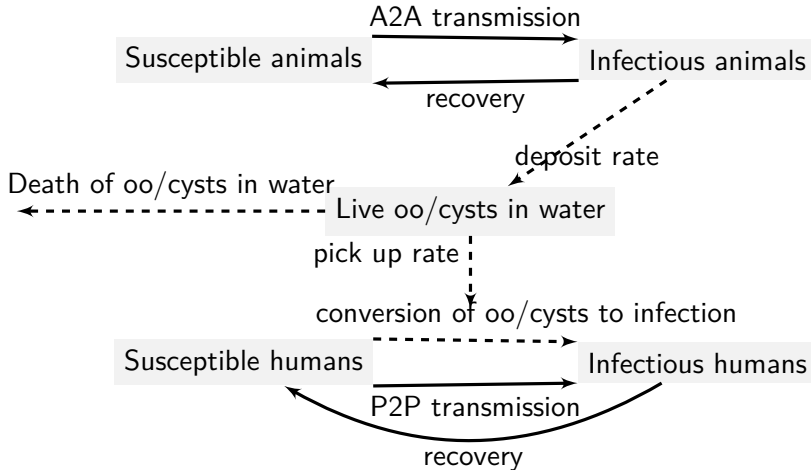 A2A transmission
Susceptible animals
Infectious animals
recovery
deposit rate
Death of oo/cysts in water
Live oo/cysts in water
pick up rate
conversion of oo/cysts to infection
Susceptible humans
Infectious humans
P2P transmission
recovery